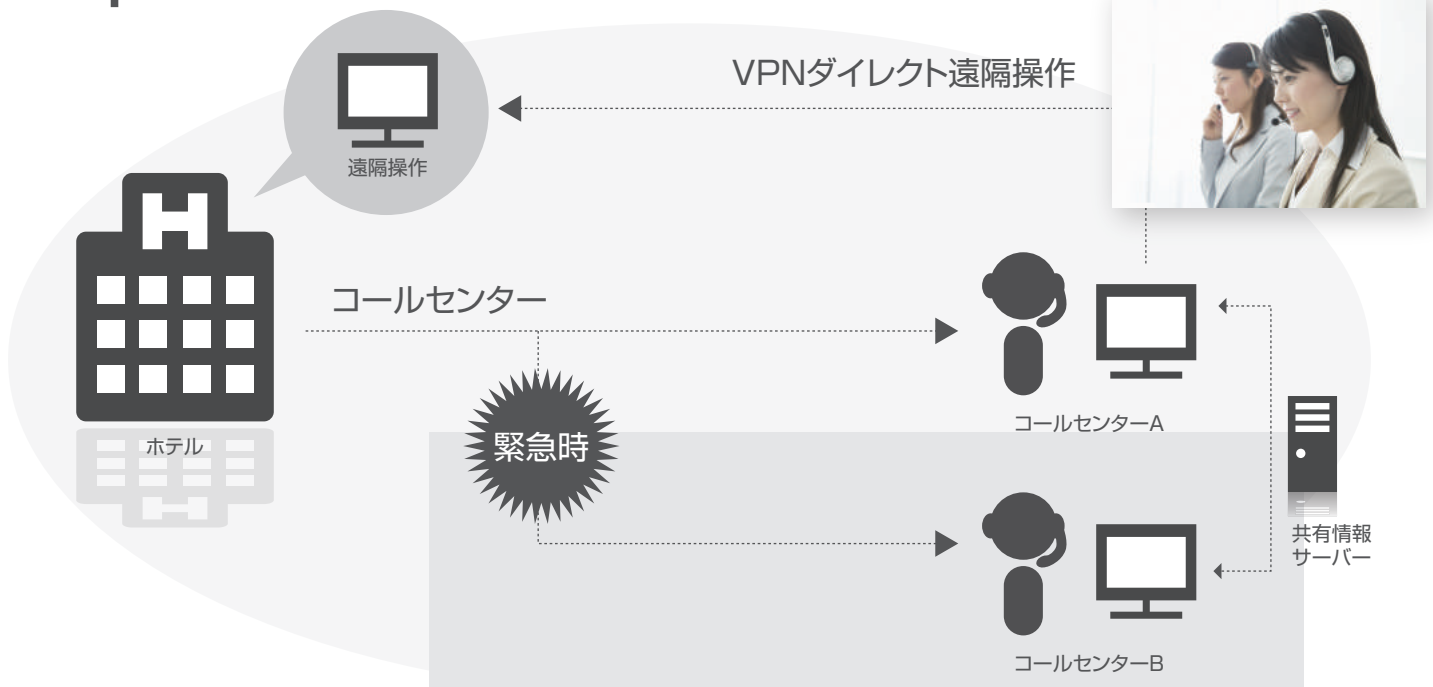 VPNダイレクト遠隔操作
遠隔操作
H
コールセンター
コールセンターA
ホテル
緊急時
共有情報
サーバー
コールセンターB